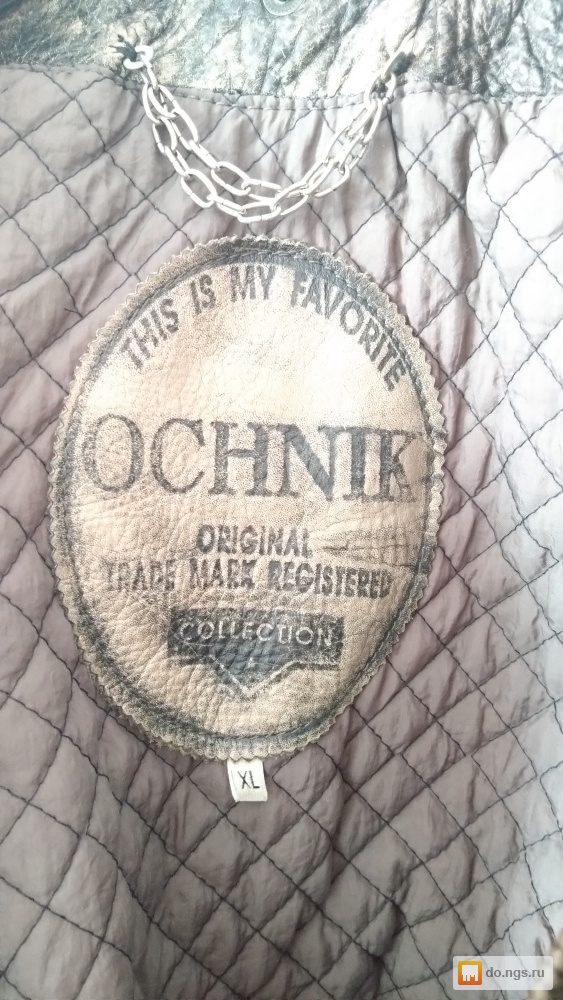 THIS IS MY FAVORITE
OCHNIK
ORIGINAL
TRADE MARK REGISTERED
COLLECTION
XL
do.ngs.ru